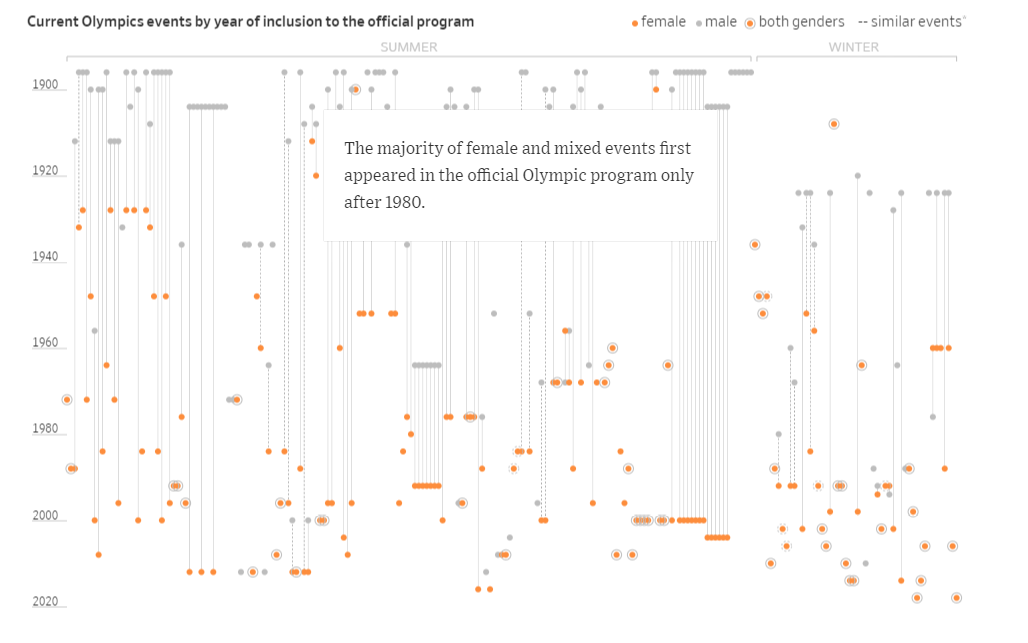 Current Olympics events by year of inclusion to the official program
female male both genders -- similar events*
SUMMER WINTER
1900
The majority of female and mixed events first
appeared in the official Olympic program only
after 1980.
1920
1940
1960
1980
2000
2020